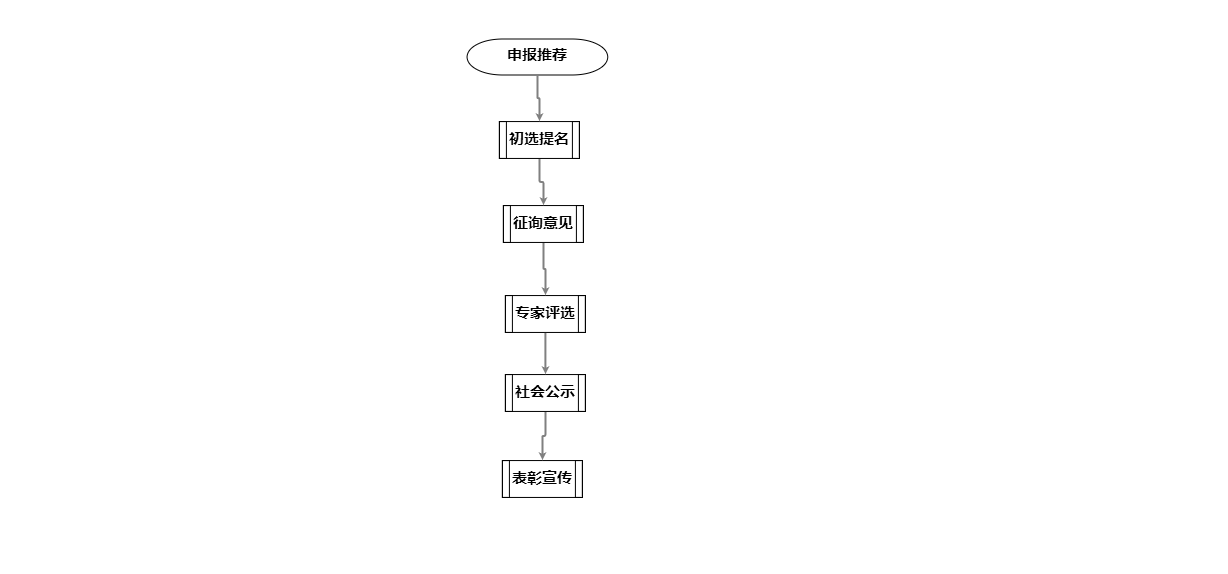 申报推荐
初选提名
征询意见
专家评选
社会公示
表彰宣传